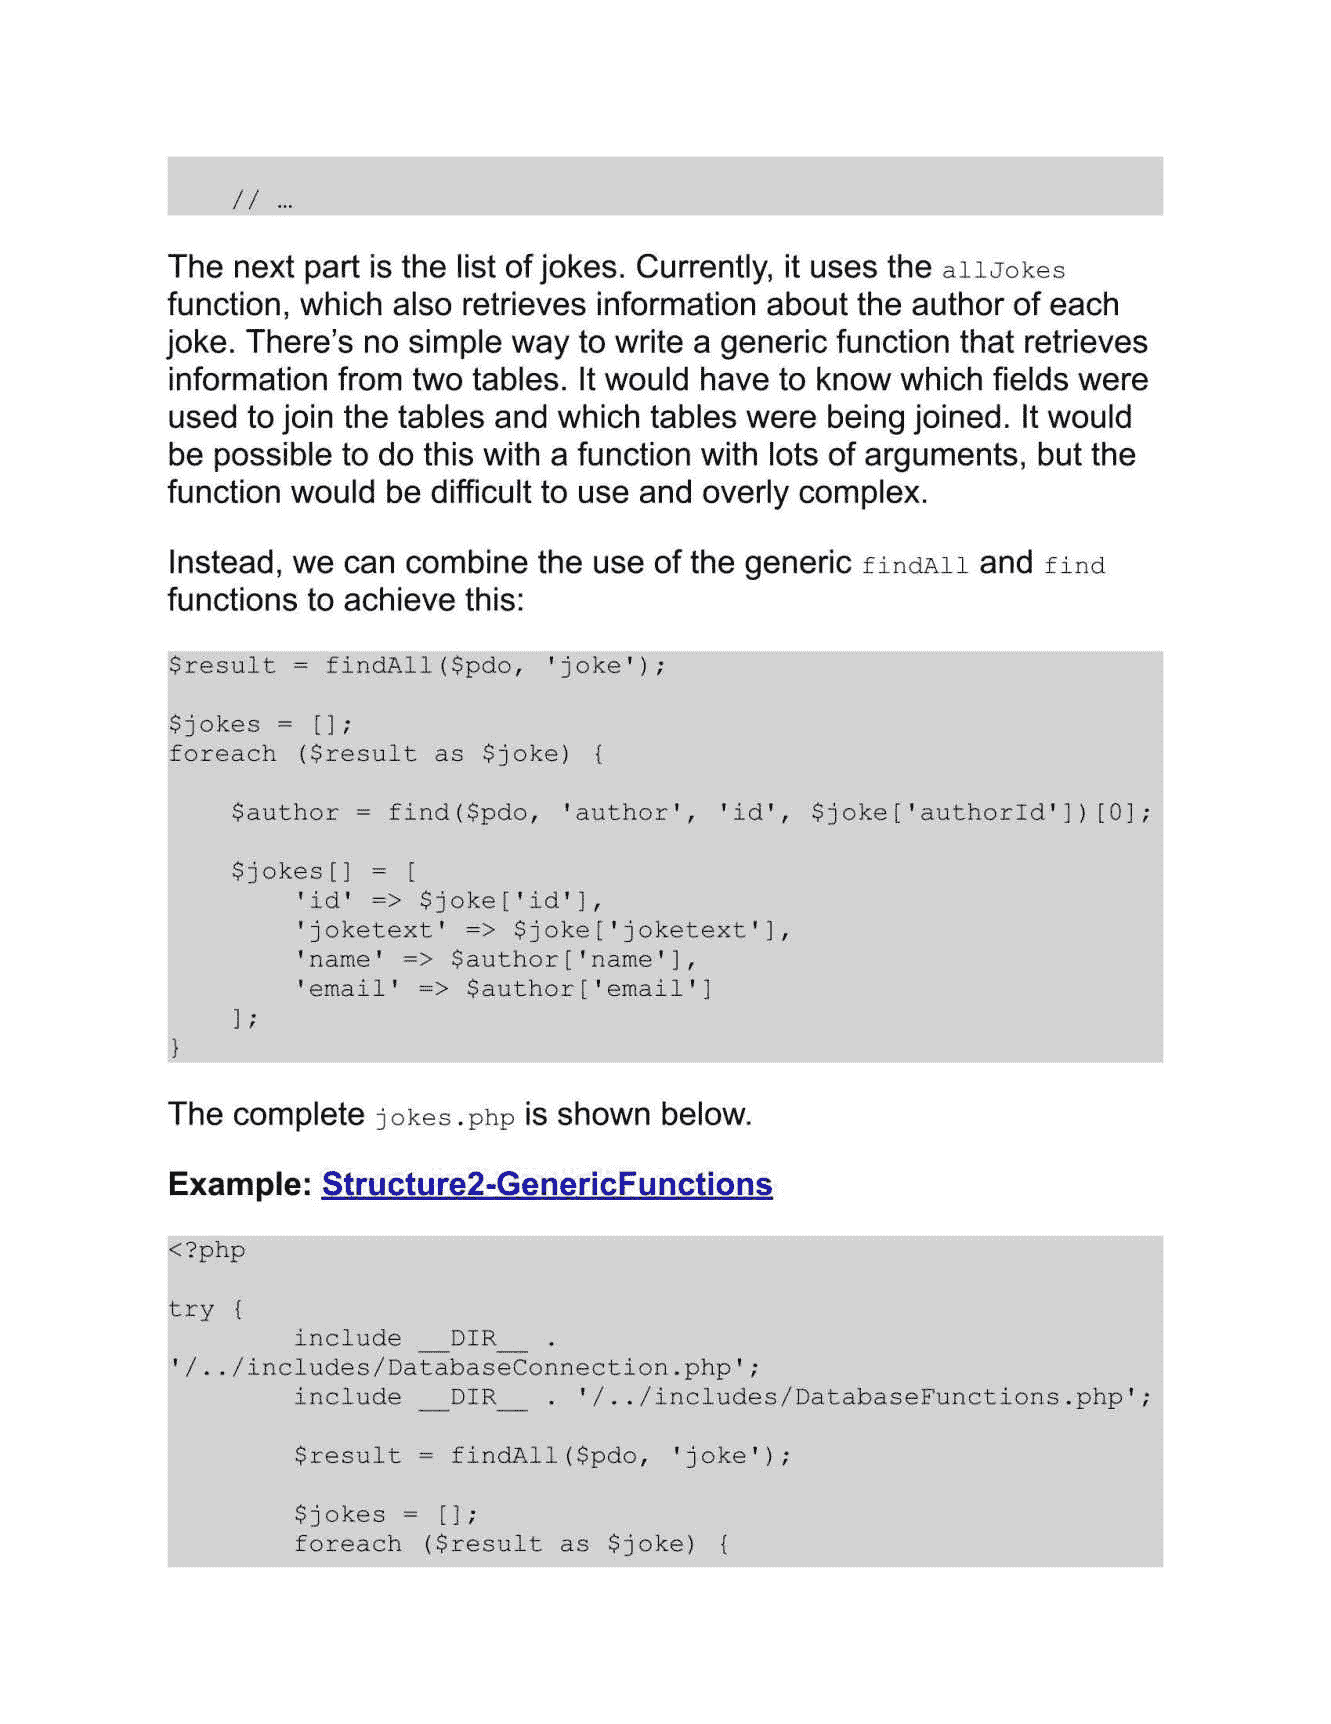 // …
The next part is the list of jokes. Currently, it uses the allJokes
function, which also retrieves information about the author of each
joke. There’s no simple way to write a generic function that retrieves
information from two tables. It would have to know which fields were
used to join the tables and which tables were being joined. It would
be possible to do this with a function with lots of arguments, but the
function would be difficult to use and overly complex.
Instead, we can combine the use of the generic findAll and find
functions to achieve this:
$result = findAll($pdo, 'joke');
$jokes = [];
foreach ($result as $joke) {
    $author = find($pdo, 'author', 'id', $joke['authorId'])[0];
    $jokes[] = [
        'id' => $joke['id'],
        'joketext' => $joke['joketext'],
        'name' => $author['name'],
        'email' => $author['email']
    ];
}
The complete jokes.php is shown below.
Example: Structure2-GenericFunctions
<?php
try {
        include __DIR__ .
'/../includes/DatabaseConnection.php';
        include __DIR__ . '/../includes/DatabaseFunctions.php';
        $result = findAll($pdo, 'joke');
        $jokes = [];
        foreach ($result as $joke) {